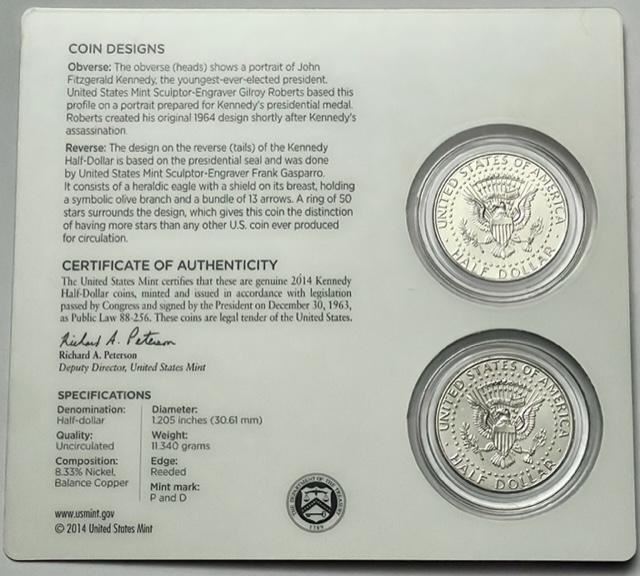 COIN DESIGNS
Obverse: The obverse (heads) shows a portrait of John
Fitzgerald Kennedy, the youngest-ever-elected president.
United States Mint Sculptor-Engraver Gilroy Roberts based this
profile on a portrait prepared for Kennedy's presidential medal.
Roberts created his original 1964 design shortly after Kennedy's
assassination.
Reverse: The design on the reverse (tails) of the Kennedy
Half-Dollar is based on the presidential seal and was done
by United States Mint Sculptor-Engraver Frank Gasparro.
It consists of a heraldic eagle with a shield on its breast, holding
a symbolic olive branch and a bundle of 13 arrows. A ring of 50
stars surrounds the design, which gives this coin the distinction
of having more stars than any other U.S. coin ever produced
for circulation.
CERTIFICATE OF AUTHENTICITY
The United States Mint certifies that these are genuine 2014 Kennedy
Half-Dollar coins, minted and issued in accordance with legislation
passed by Congress and signed by the President on December 30, 1963,
as Public Law 88-256. These coins are legal tender of the United States.
Richard A. Peterson
Richard A. Peterson
Deputy Director, United States Mint
SPECIFICATIONS
Denomination:
Half-dollar
Quality:
Uncirculated
Composition:
8.33% Nickel,
Balance Copper
Diameter:
1.205 inches (30.61 mm)
Weight:
11.340 grams
Edge:
Reeded
Mint mark:
P and D
www.usmint.gov
© 2014 United States Mint
THE DEPARTMENT OF THE TREASURY
1789
UNITED STATES OF AMERICA
HALF DOLLAR
UNITED STATES OF AMERICA
HALF DOLLAR